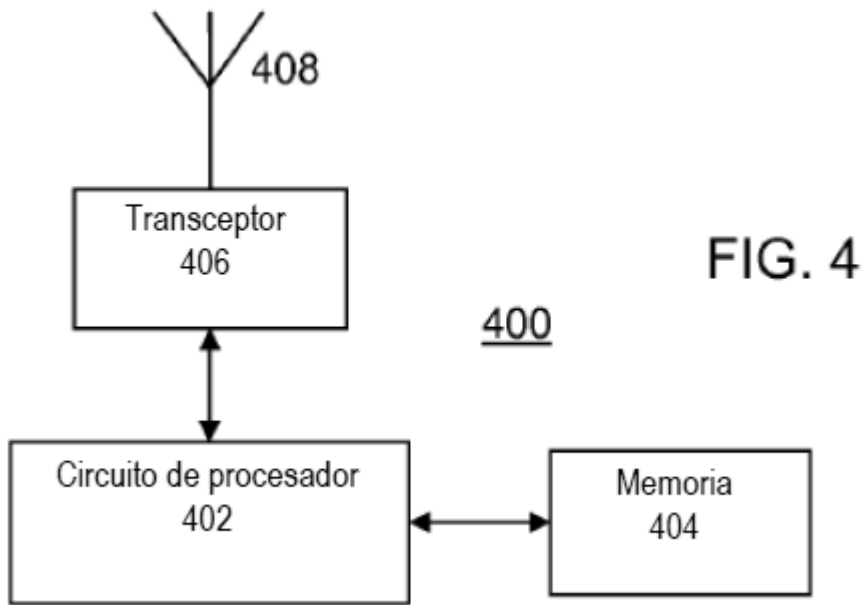 408
Transceptor
406
FIG. 4
400
Circuito de procesador
402
Memoria
404